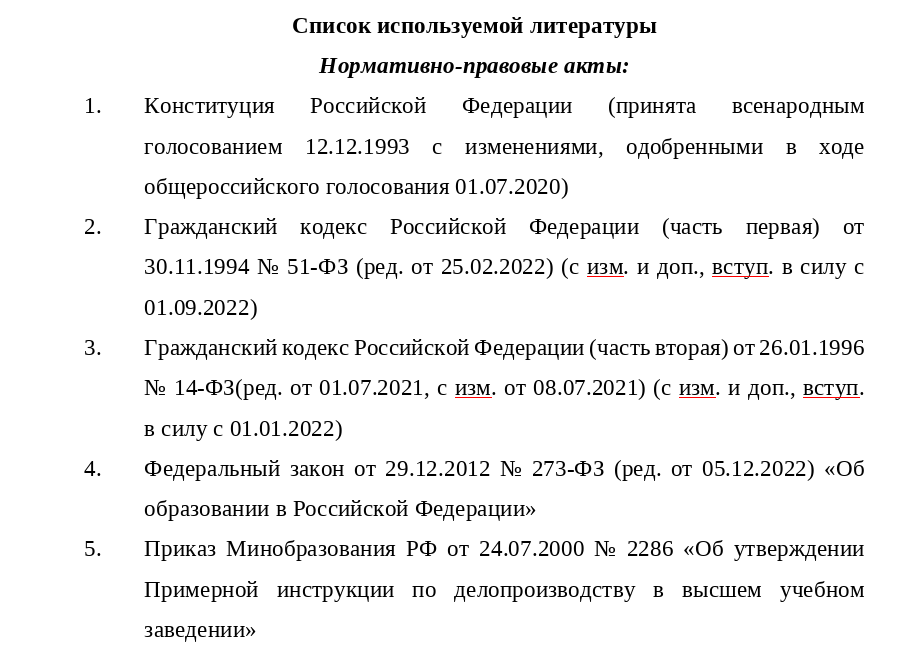 Список используемой литературы
Нормативно-правовые акты:
1. Конституция Российской Федерации (принята всенародным
голосованием 12.12.1993 с изменениями, одобренными в ходе
общероссийского голосования 01.07.2020)
2. Гражданский кодекс Российской Федерации (часть первая) от
30.11.1994 № 51-ФЗ (ред. от 25.02.2022) (с изм. и доп., вступ. в силу с
01.09.2022)
3. Гражданский кодекс Российской Федерации (часть вторая) от 26.01.1996
№ 14-ФЗ(ред. от 01.07.2021, с изм. от 08.07.2021) (с изм. и доп., вступ.
в силу с 01.01.2022)
4. Федеральный закон от 29.12.2012 № 273-ФЗ (ред. от 05.12.2022) «Об
образовании в Российской Федерации»
5. Приказ Минобразования РФ от 24.07.2000 № 2286 «Об утверждении
Примерной инструкции по делопроизводству в высшем учебном
заведении»